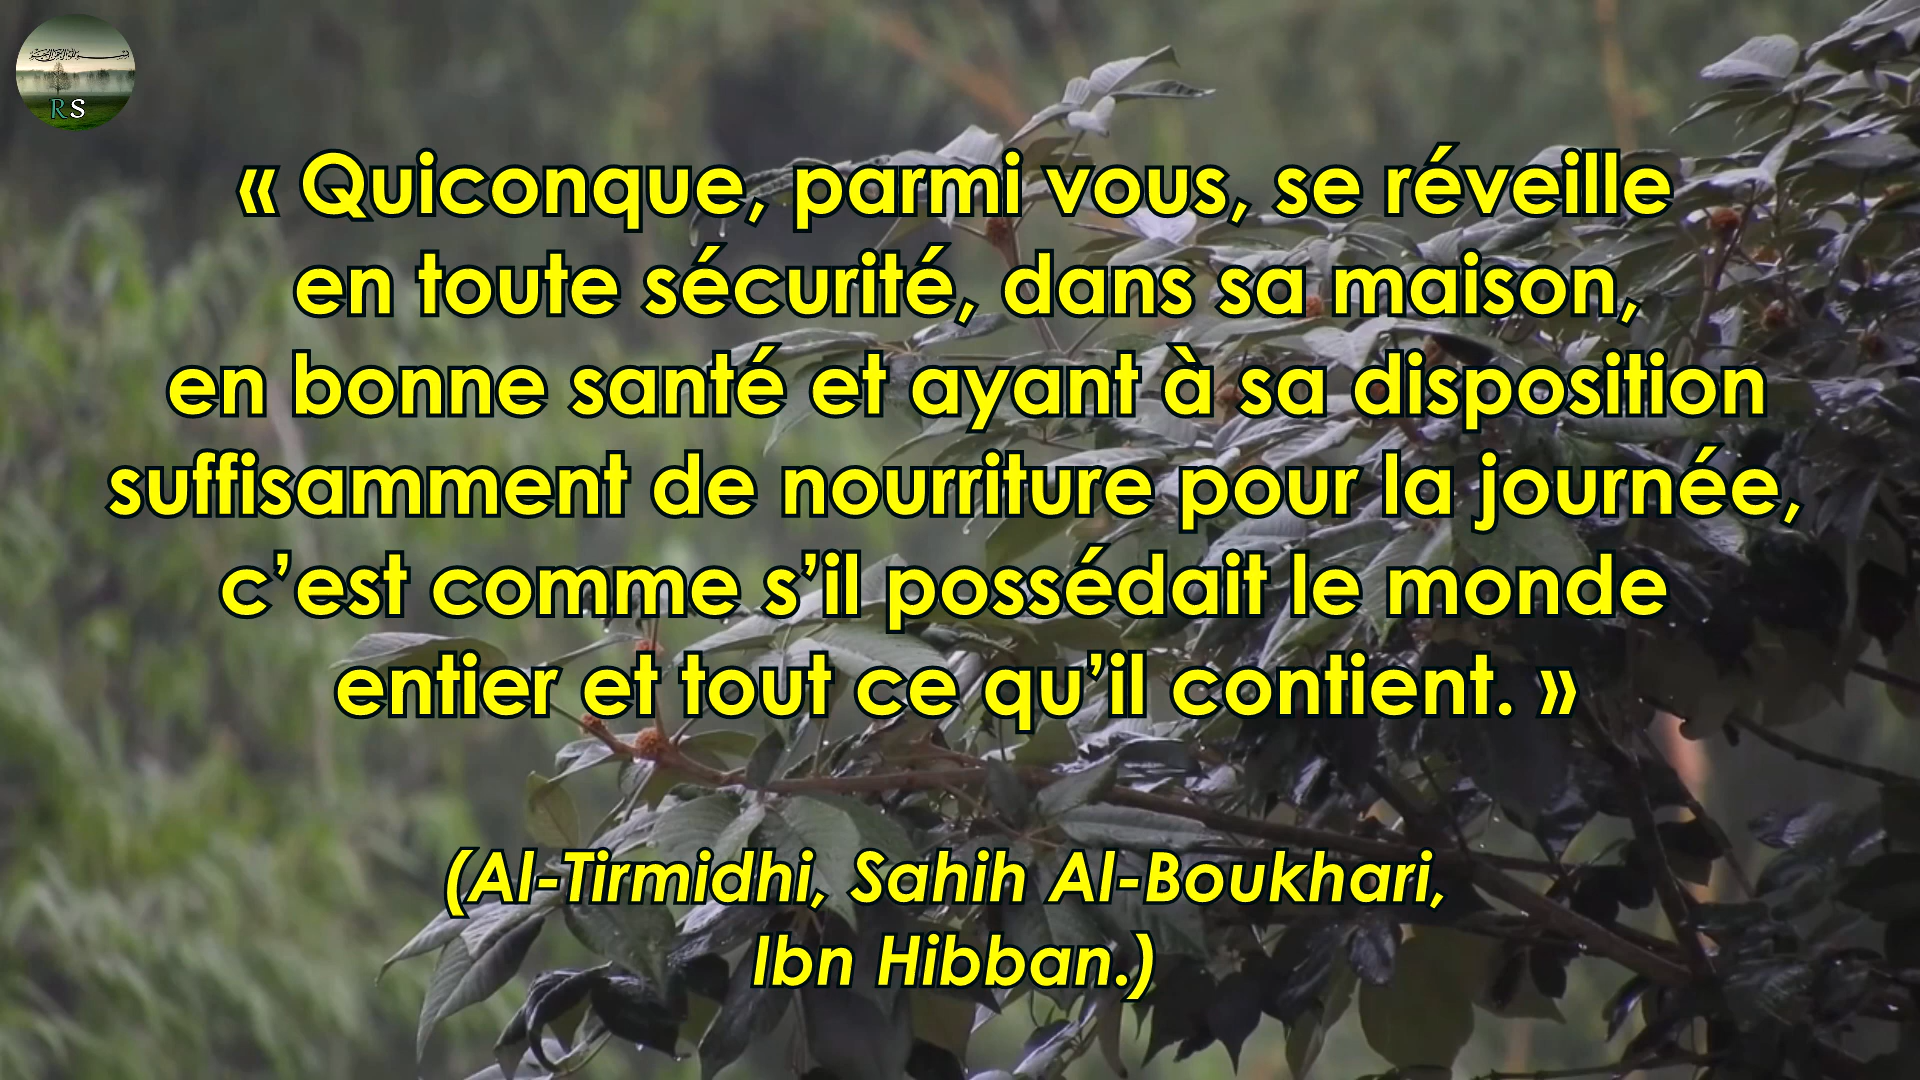 RS
« Quiconque, parmi vous, se réveille
en toute sécurité, dans sa maison,
en bonne santé et ayant à sa disposition
suffisamment de nourriture pour la journée,
c’est comme s’il possédait le monde
entier et tout ce qu’il contient. »
(Al-Tirmidhi, Sahih Al-Boukhari,
Ibn Hibban.)